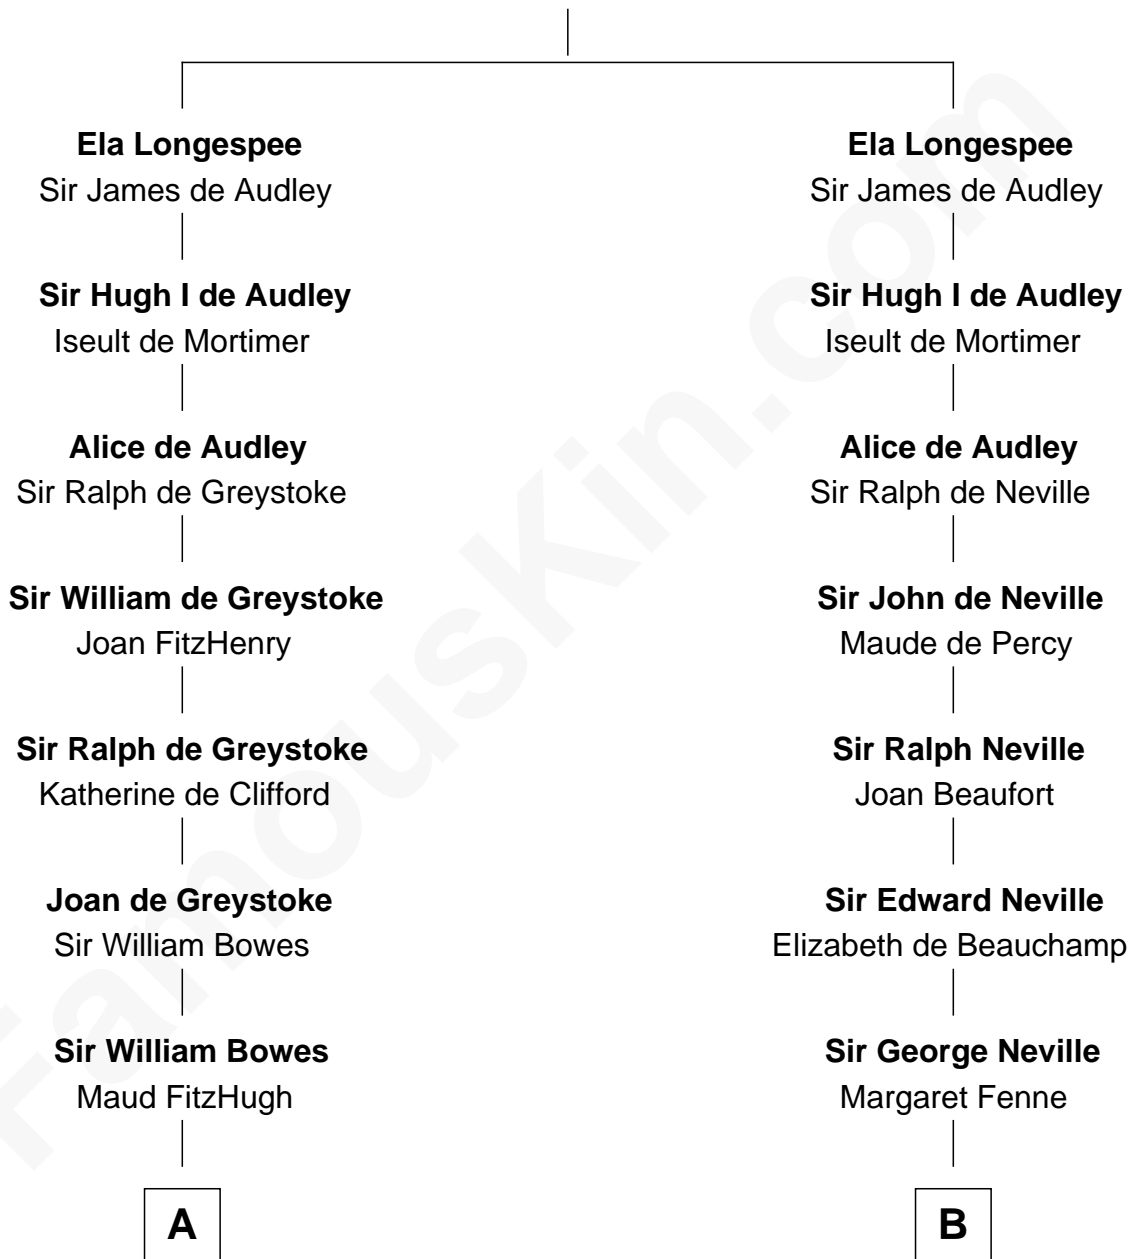 Ela Longespee
Sir James de Audley
Sir Hugh I de Audley
Iseult de Mortimer
Alice de Audley
Sir Ralph de Greystoke
Sir William de Greystoke
Joan FitzHenry
Sir Ralph de Greystoke
Katherine de Clifford
Joan de Greystoke
Sir William Bowes
Sir William Bowes
Maud FitzHugh
A
Ela Longespee
Sir James de Audley
Sir Hugh I de Audley
Iseult de Mortimer
Alice de Audley
Sir Ralph de Neville
Sir John de Neville
Maude de Percy
Sir Ralph Neville
Joan Beaufort
Sir Edward Neville
Elizabeth de Beauchamp
Sir George Neville
Margaret Fenne
B
FamousKin.com